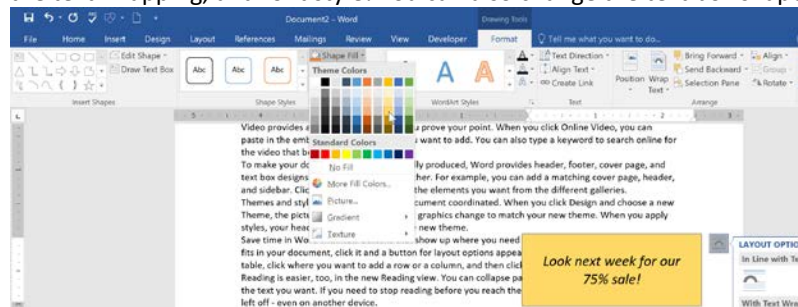 Document2 - Word
Drawing Tools
File Home Insert Design Layout References Mailings Review View Developer Format Tell me what you want to do...
Edit Shape
Draw Text Box
Abc Abc Abc
Shape Fill
Theme Colors
Standard Colors
No Fill
More Fill Colors...
Picture...
Gradient
Texture
A A
Text Direction
Align Text
Create Link
Position Wrap Text
Bring Forward
Send Backward
Selection Pane
Align
Group
Rotate
Insert Shapes Shape Styles WordArt Styles Text Arrange
Video provides a
prove your point. When you click Online Video, you can
paste in the emb
want to add. You can also type a keyword to search online for
the video that b
To make your do
ly produced, Word provides header, footer, cover page, and
text box designs
her. For example, you can add a matching cover page, header,
and sidebar. Clic
the elements you want from the different galleries.
Themes and styl
cument coordinated. When you click Design and choose a new
Theme, the pict
graphics change to match your new theme. When you apply
styles, your head
new theme.
Save time in Wo
show up where you need
fits in your document, click it and a button for layout options appea
table, click where you want to add a row or a column, and then clic
Reading is easier, too, in the new Reading view. You can collapse pa
the text you want. If you need to stop reading before you reach the
left off - even on another device.
Look next week for our
75% sale!
LAYOUT OPTIO
In Line with Te
With Text Wra